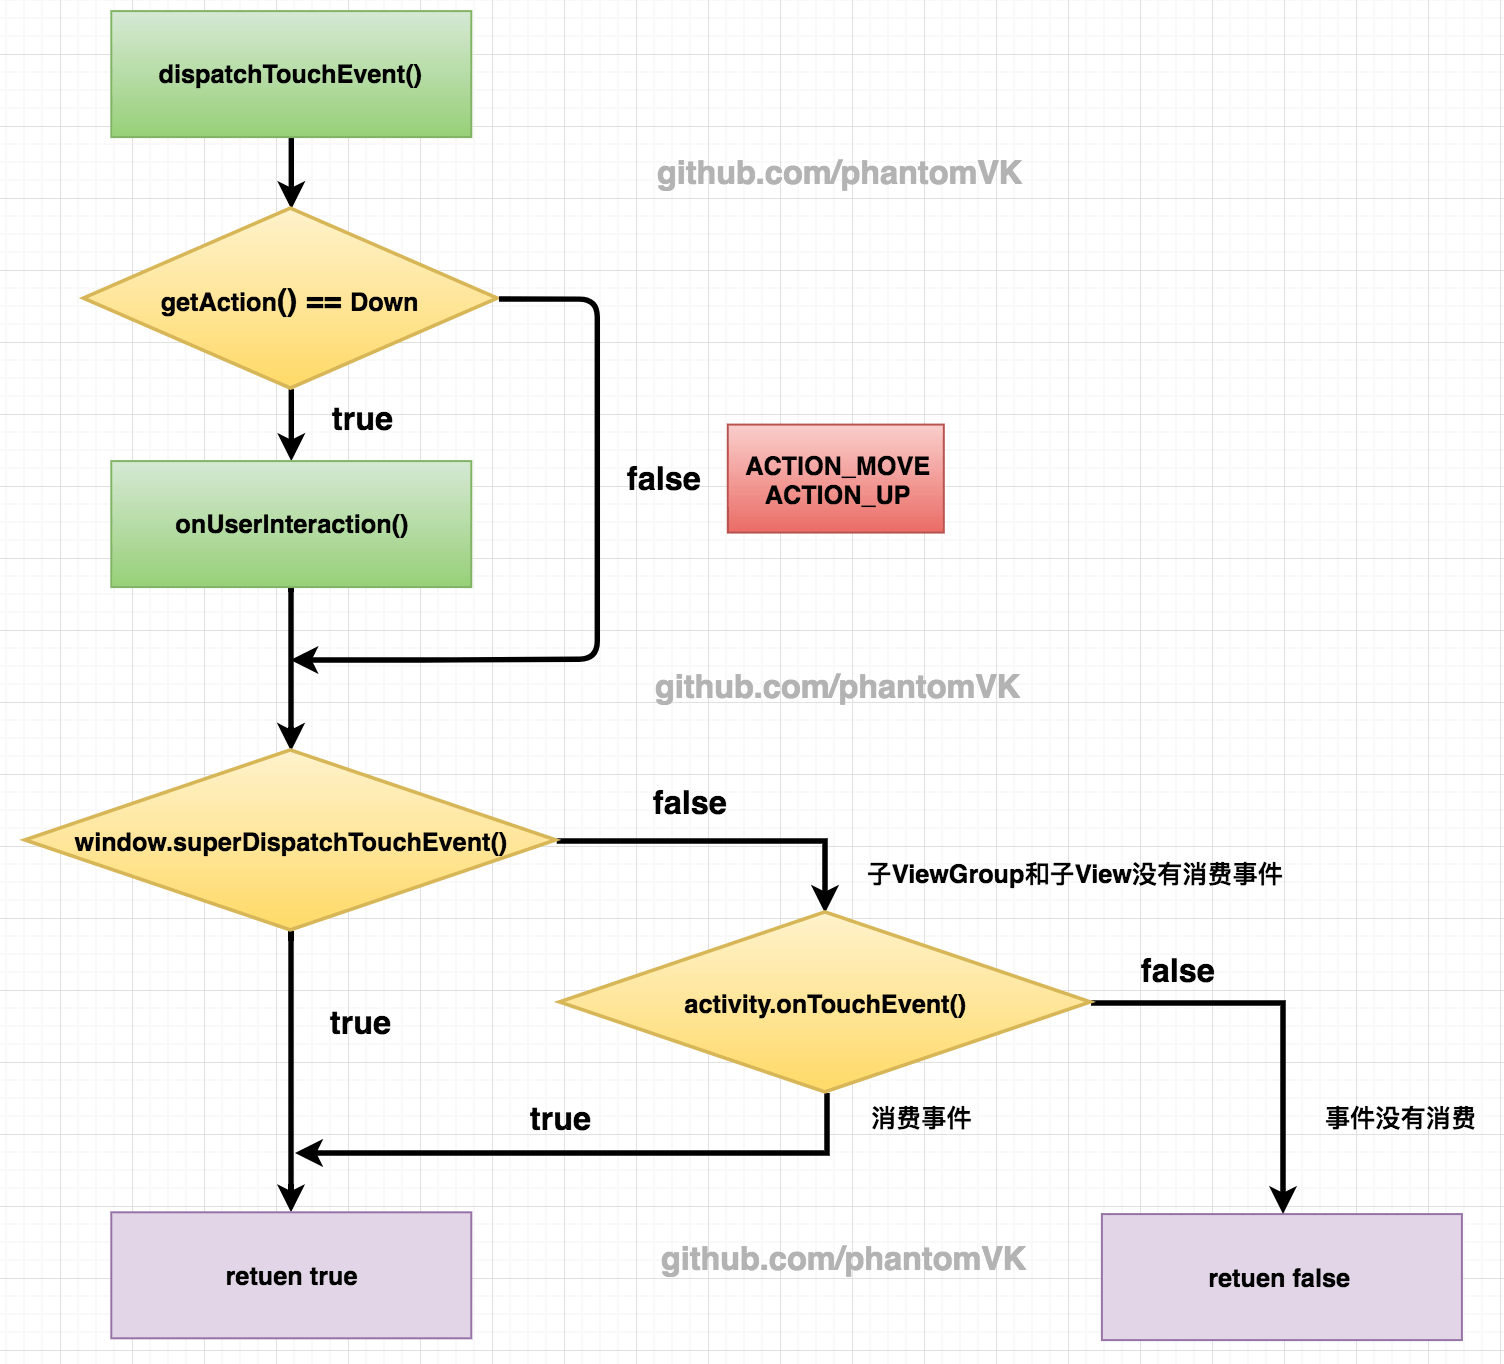 dispatchTouchEvent()
github.com/phantomVK
getAction() == Down
true
false
ACTION_MOVE
ACTION_UP
onUserInteraction()
github.com/phantomVK
window.superDispatchTouchEvent()
false
子ViewGroup和子View没有消费事件
activity.onTouchEvent()
false
true
true
消费事件
事件没有消费
retuen true
github.com/phantomVK
retuen false